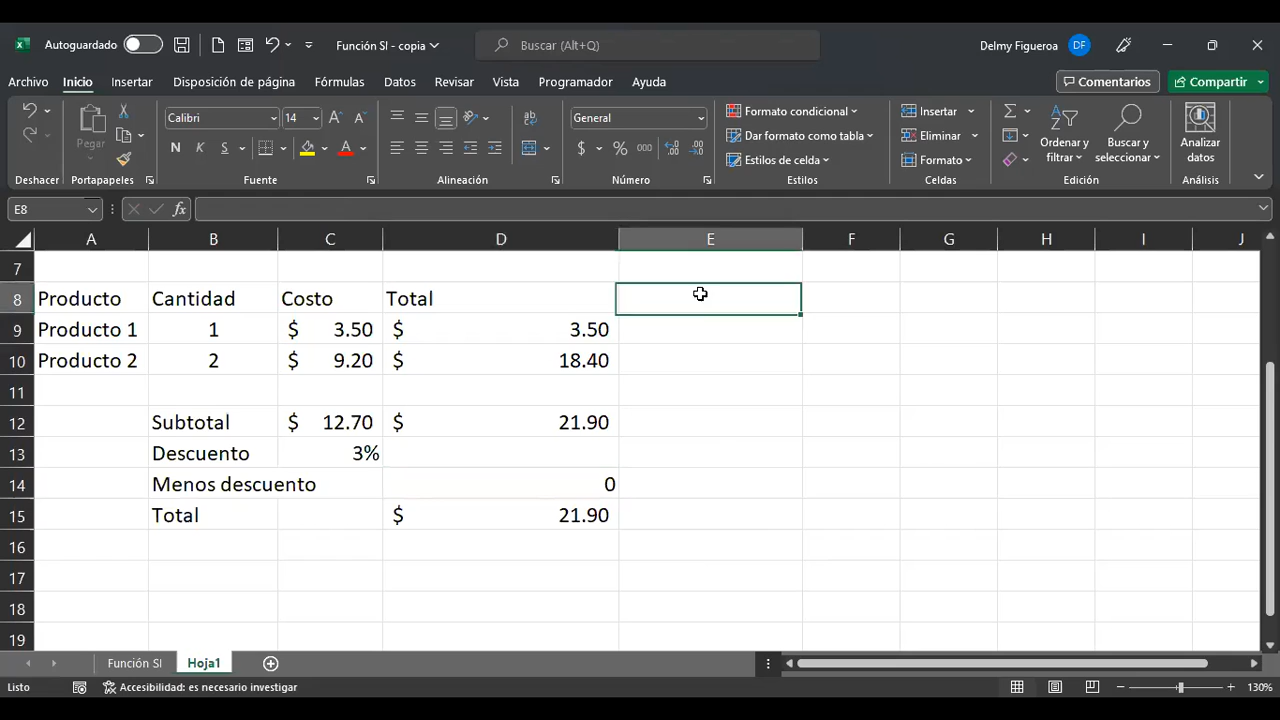 Autoguardado Función SI - copia Buscar (Alt+Q) Delmy Figueroa DF
Archivo Inicio Insertar Disposición de página Fórmulas Datos Revisar Vista Programador Ayuda Comentarios Compartir
Calibri 14 General Formato condicional Insertar
Pegar N K S A $ % 000 Dar formato como tabla Eliminar Ordenar y filtrar Buscar y seleccionar Analizar datos
Estilos de celda Formato
Deshacer Portapapeles Fuente Alineación Número Estilos Celdas Edición Análisis
E8 fx
A B C D E F G H I J
7
8 Producto Cantidad Costo Total
9 Producto 1 1 $ 3.50 $ 3.50
10 Producto 2 2 $ 9.20 $ 18.40
11
12 Subtotal $ 12.70 $ 21.90
13 Descuento 3%
14 Menos descuento 0
15 Total $ 21.90
16
17
18
19
Función SI Hoja1
Listo Accesibilidad: es necesario investigar 130%